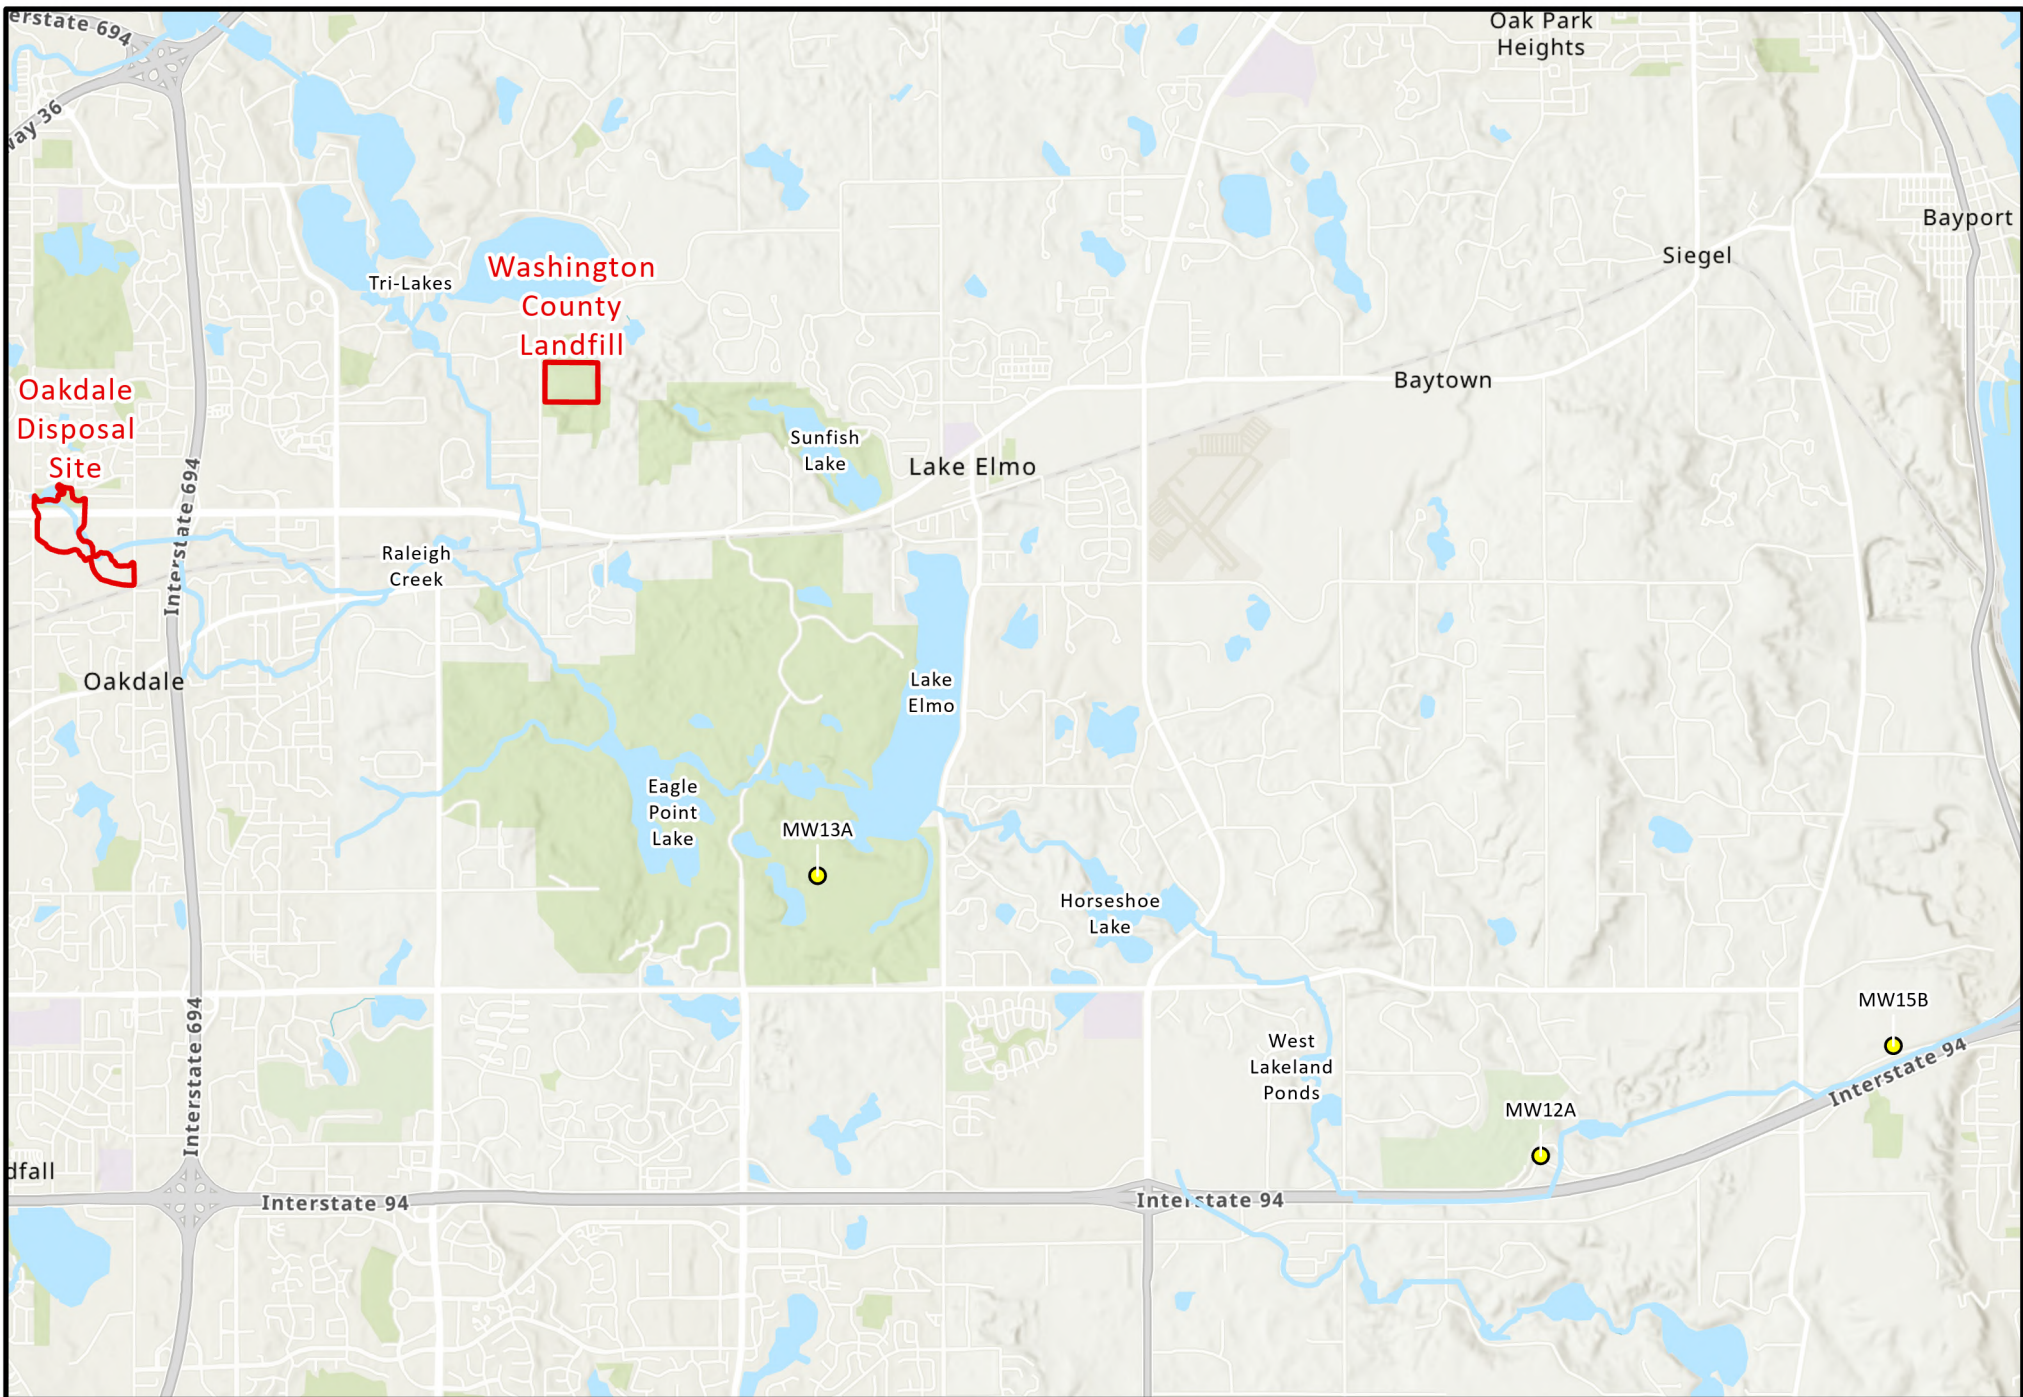 erstate 694
way 36
Oak Park
Heights
Bayport
Siegel
Tri-Lakes
Washington
County
Landfill
Oakdale
Disposal
Site
Baytown
Sunfish
Lake
Lake Elmo
Interstate 694
Raleigh
Creek
Oakdale
Lake
Elmo
Eagle
Point
Lake
MW13A
Horseshoe
Lake
MW15B
West
Lakeland
Ponds
Interstate 694
Interstate 94
MW12A
dfall
Interstate 94
Interstate 94